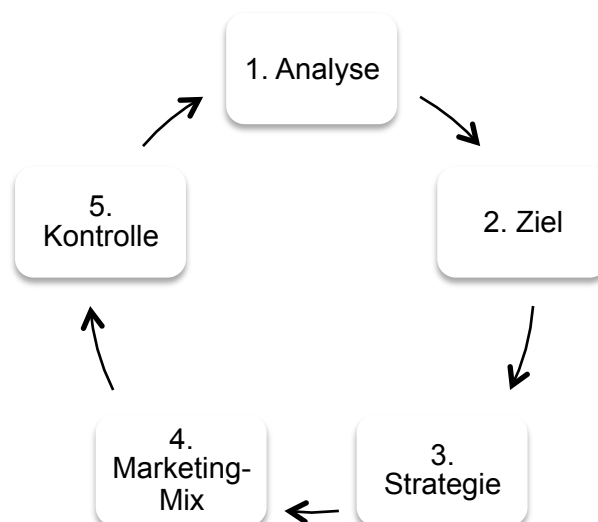 1. Analyse
2. Ziel
3.
Strategie
4.
Marketing-
Mix
5.
Kontrolle